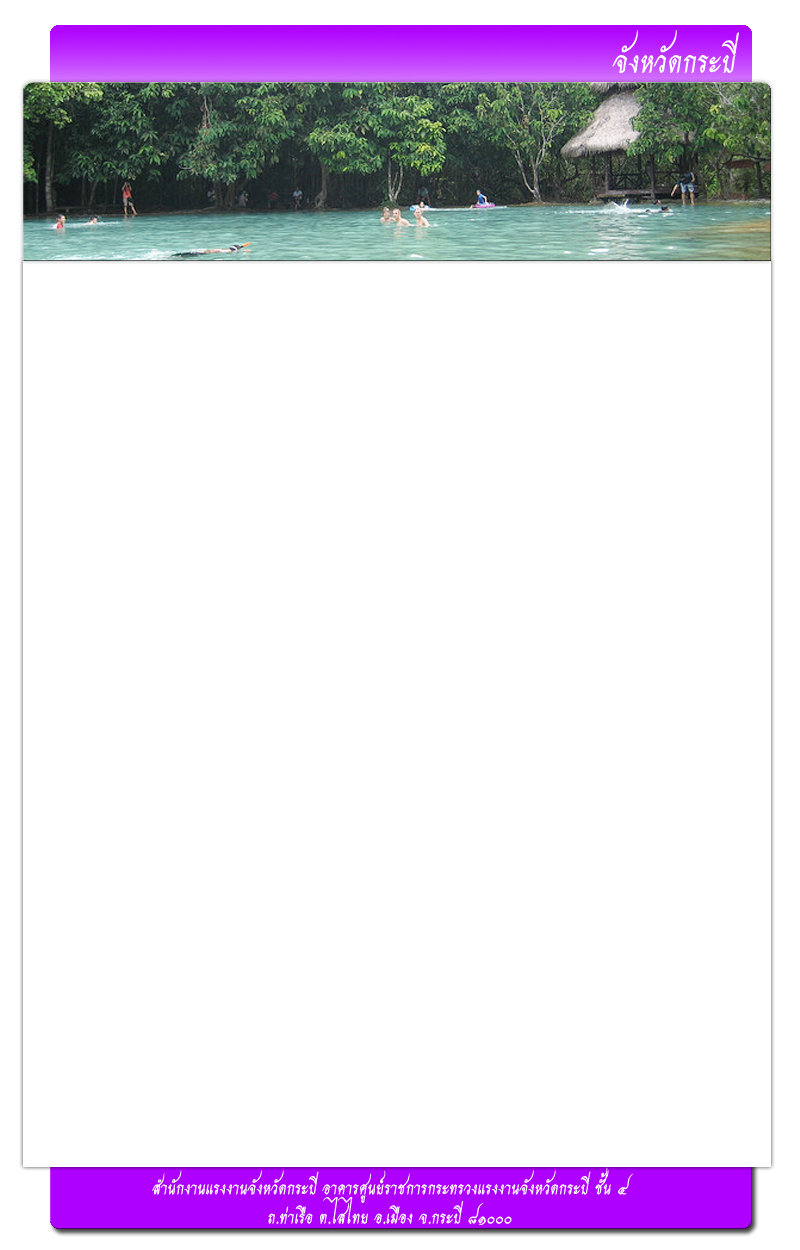 จังหวัดกระบี่
สำนักงานแรงงานจังหวัดกระบี่ อาคารศูนย์ราชการกระทรวงแรงงานจังหวัดกระบี่ ชั้น ๔
ถ.ท่าเรือ ต.ไสไทย อ.เมือง จ.กระบี่ ๘๑๐๐๐